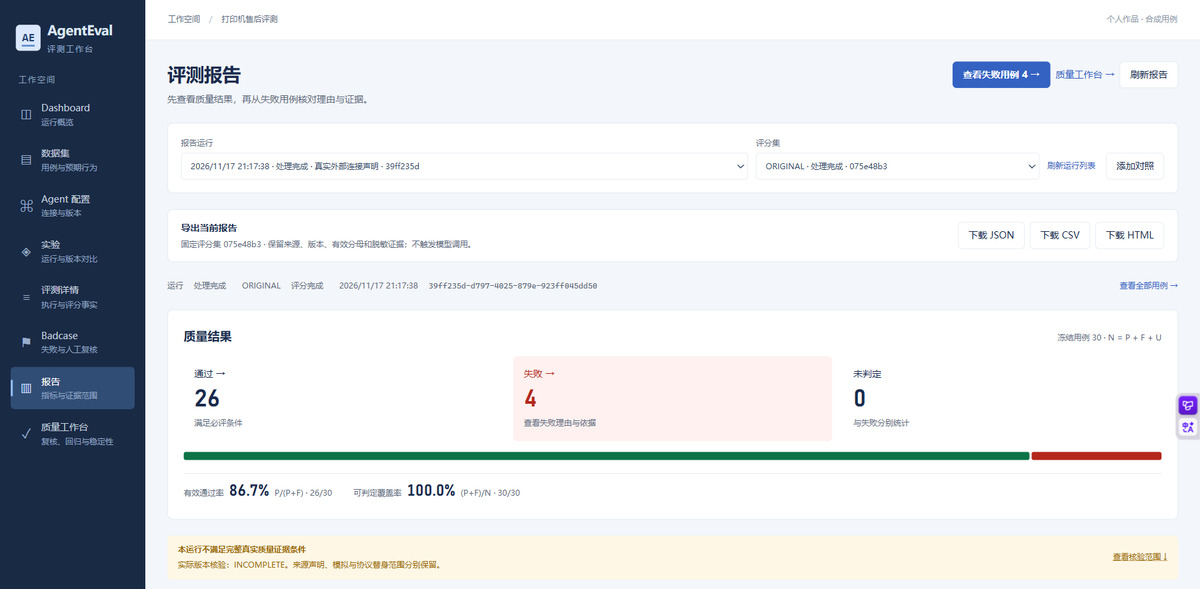 AE
AgentEval
评测工作台
工作空间
Dashboard
运行概览
数据集
用例与预期行为
Agent 配置
连接与版本
实验
运行与版本对比
评测详情
执行与评分事实
Badcase
失败与人工复核
报告
指标与证据范围
质量工作台
复核、回归与稳定性
工作空间 / 打印机售后评测
个人作品 · 合成用例
评测报告
先查看质量结果，再从失败用例核对理由与证据。
查看失败用例 4 →
质量工作台 →
刷新报告
报告运行
2026/11/17 21:17:38 · 处理完成 · 真实外部连接声明 · 39ff235d
评分集
ORIGINAL · 处理完成 · 075e48b3
刷新运行列表
添加对照
导出当前报告
固定评分集 075e48b3 · 保留来源、版本、有效分母和脱敏证据；不触发模型调用。
下载 JSON
下载 CSV
下载 HTML
运行 处理完成 ORIGINAL 评分完成 2026/11/17 21:17:38 39ff235d-d797-4025-879e-923ff045dd50
查看全部用例 →
质量结果
冻结用例 30 · N = P + F + U
通过 →
26
满足必评条件
失败 →
4
查看失败理由与依据
未判定
0
与失败分别统计
有效通过率 86.7% P/(P+F) · 26/30
可判定覆盖率 100.0% (P+F)/N · 30/30
本运行不满足完整真实质量证据条件
实际版本核验：INCOMPLETE。来源声明、模拟与协议替身范围分别保留。
查看核验范围 ↓